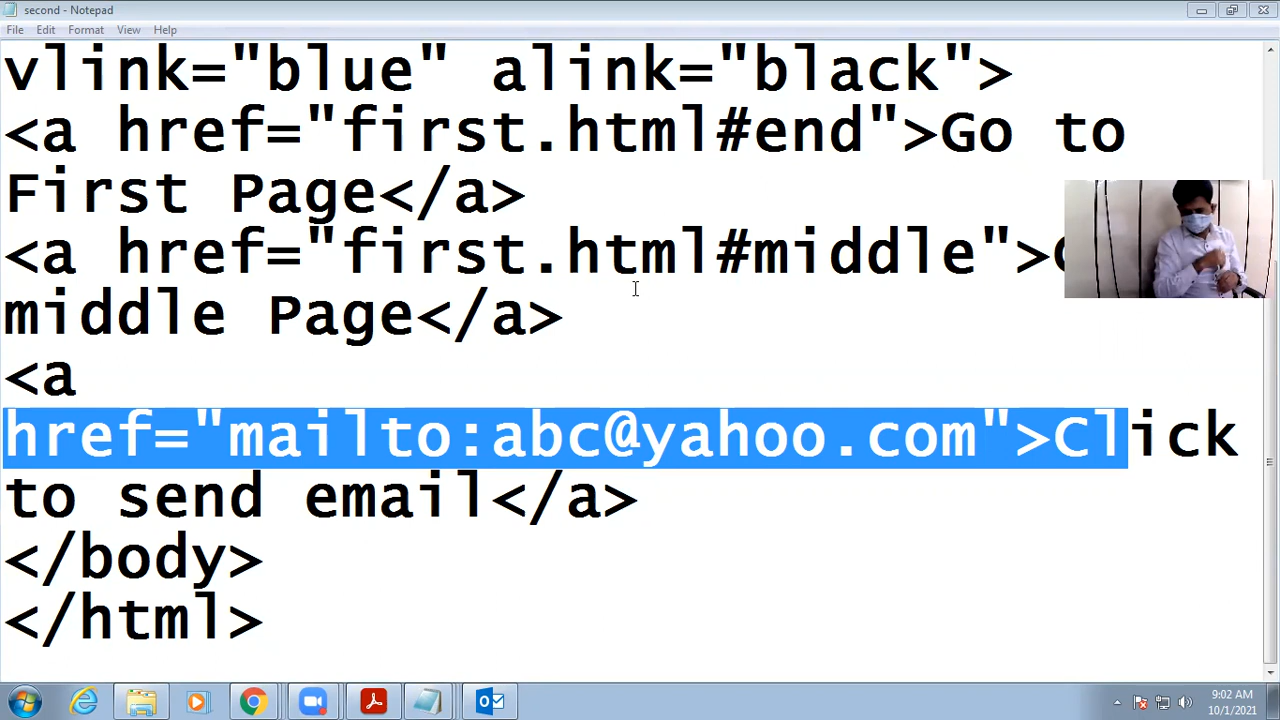 second - Notepad
File Edit Format View Help
vlink="blue" alink="black">
<a href="first.html#end">Go to
First Page</a>
<a href="first.html#middle">
middle Page</a>
<a
href="mailto:abc@yahoo.com">Click
to send email</a>
</body>
</html>
9:02 AM
10/1/2021